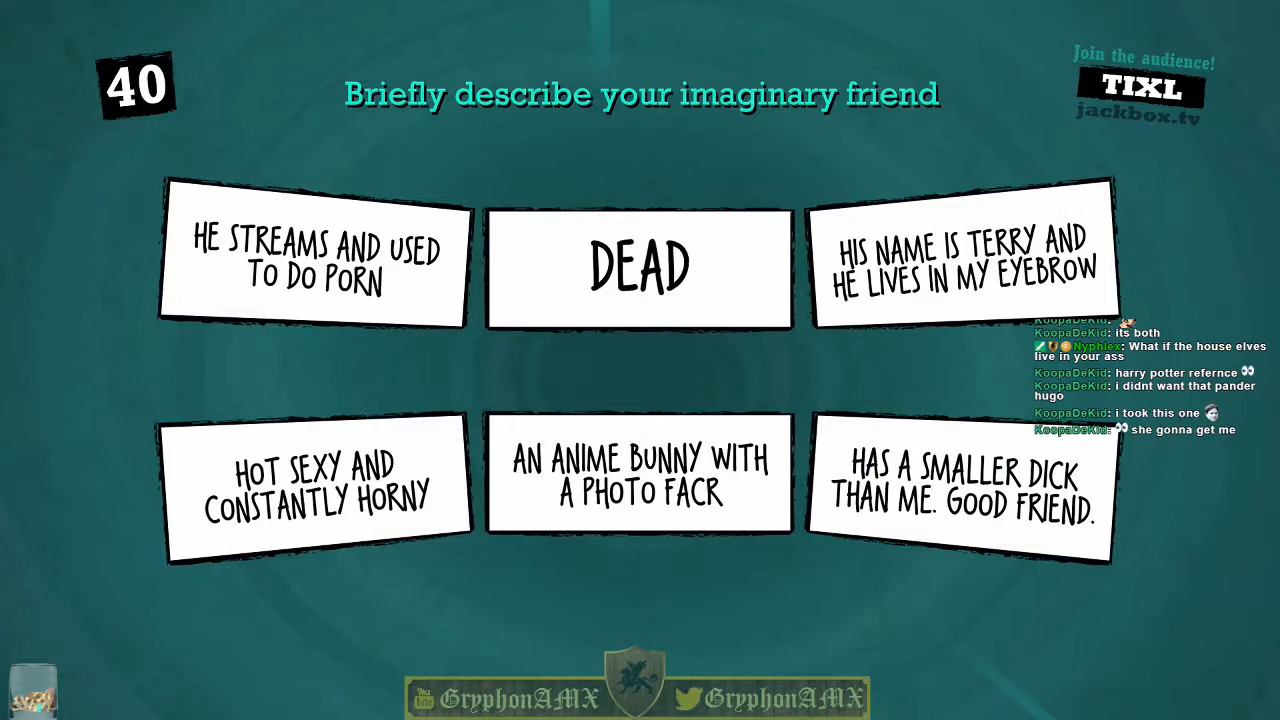 40
Briefly describe your imaginary friend
Join the audience!
TIXL
jackbox.tv
HE STREAMS AND USED
TO DO PORN
DEAD
HIS NAME IS TERRY AND
HE LIVES IN MY EYEBROW
KoopaDeKid:
KoopaDeKid: its both
Nyphlex: What if the house elves
live in your ass
KoopaDeKid: harry potter refernce
KoopaDeKid: i didnt want that pander
hugo
KoopaDeKid: i took this one
KoopaDeKid: she gonna get me
HOT SEXY AND
CONSTANTLY HORNY
AN ANIME BUNNY WITH
A PHOTO FACR
HAS A SMALLER DICK
THAN ME. GOOD FRIEND.
You Tube GryphonAMX
GryphonAMX